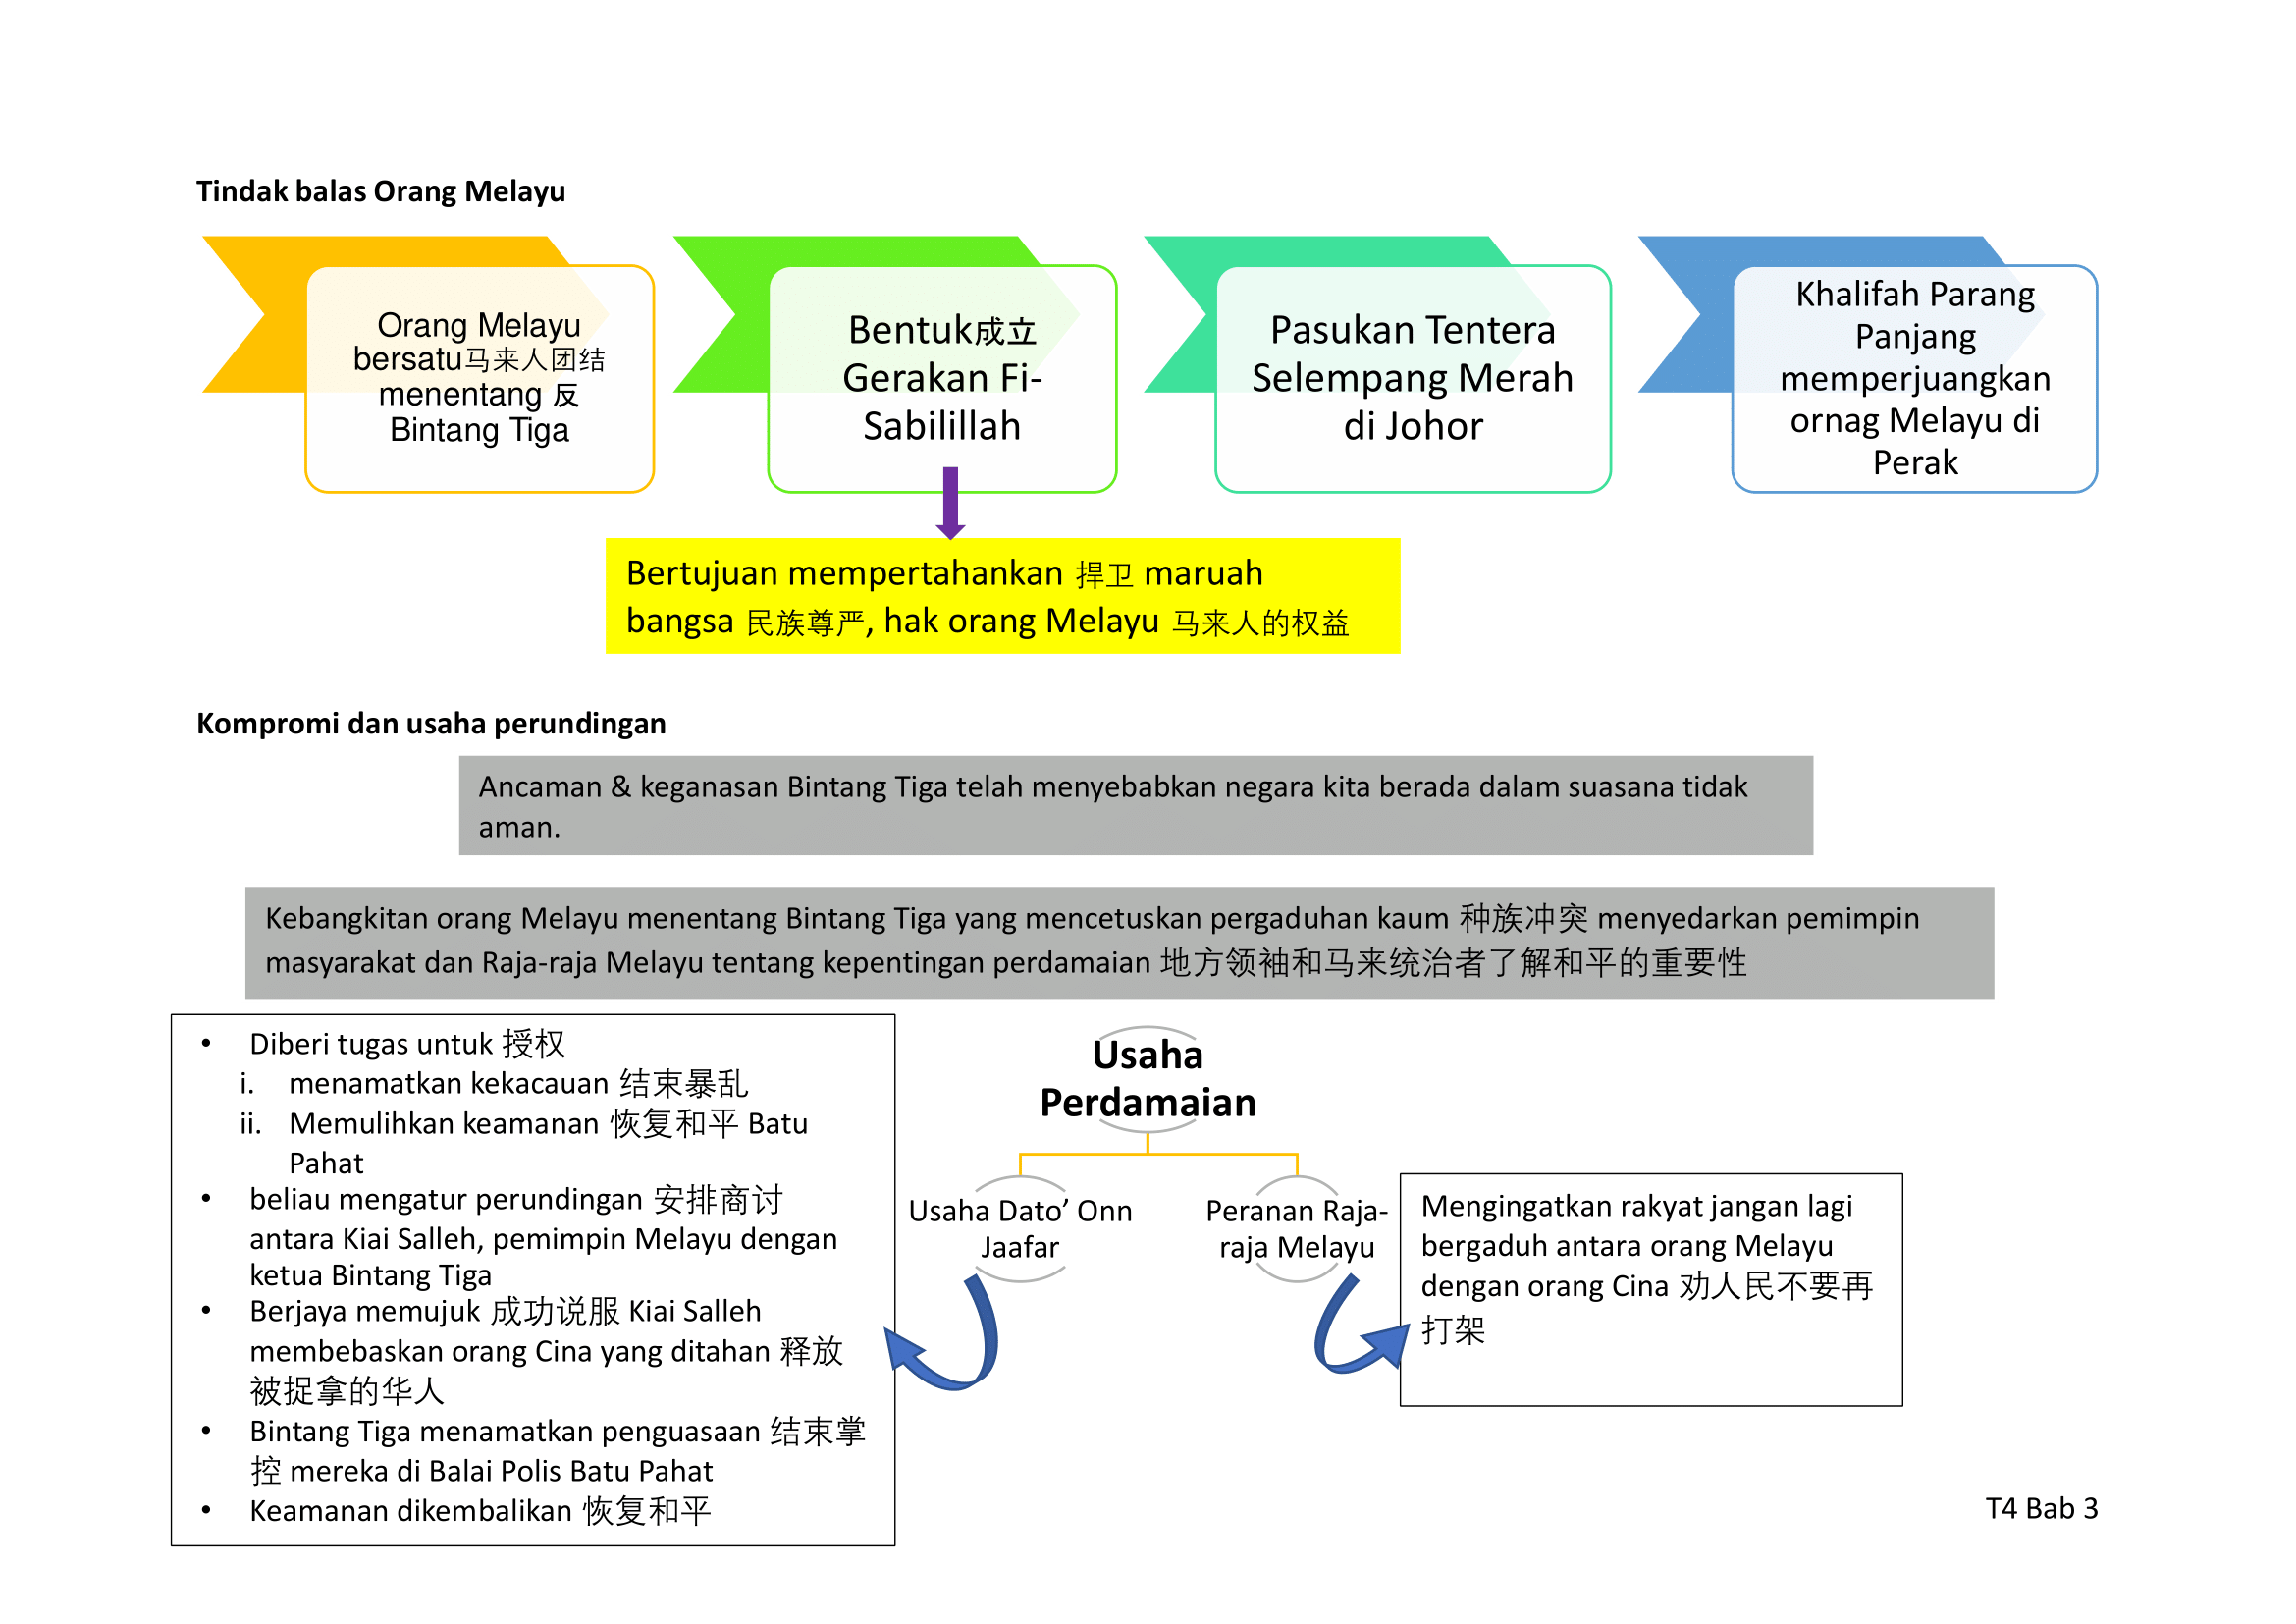 Tindak balas Orang Melayu
Orang Melayu
bersatu马来人团结
menentang 反
Bintang Tiga
Bentuk成立
Gerakan Fi-
Sabilillah
Pasukan Tentera
Selempang Merah
di Johor
Khalifah Parang
Panjang
memperjuangkan
ornag Melayu di
Perak
Bertujuan mempertahankan 捍卫 maruah
bangsa 民族尊严, hak orang Melayu 马来人的权益
Kompromi dan usaha perundingan
Ancaman & keganasan Bintang Tiga telah menyebabkan negara kita berada dalam suasana tidak
aman.
Kebangkitan orang Melayu menentang Bintang Tiga yang mencetuskan pergaduhan kaum 种族冲突 menyedarkan pemimpin
masyarakat dan Raja-raja Melayu tentang kepentingan perdamaian 地方领袖和马来统治者了解和平的重要性
• Diberi tugas untuk 授权
i. menamatkan kekacauan 结束暴乱
ii. Memulihkan keamanan 恢复和平 Batu
Pahat
• beliau mengatur perundingan 安排商讨
antara Kiai Salleh, pemimpin Melayu dengan
ketua Bintang Tiga
• Berjaya memujuk 成功说服 Kiai Salleh
membebaskan orang Cina yang ditahan 释放
被捉拿的华人
• Bintang Tiga menamatkan penguasaan 结束掌
控 mereka di Balai Polis Batu Pahat
• Keamanan dikembalikan 恢复和平
Usaha
Perdamaian
Usaha Dato’ Onn
Jaafar
Peranan Raja-
raja Melayu
Mengingatkan rakyat jangan lagi
bergaduh antara orang Melayu
dengan orang Cina 劝人民不要再
打架
T4 Bab 3